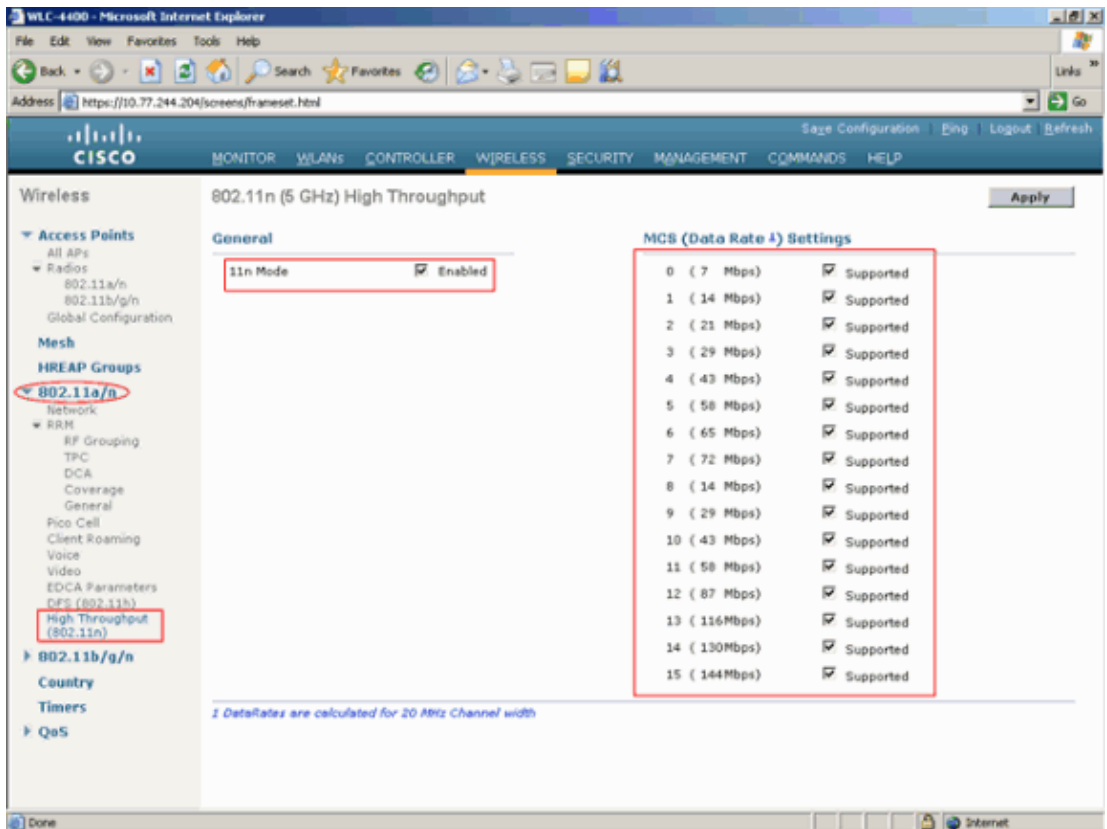 WLC-4400 - Microsoft Internet Explorer
File Edit View Favorites Tools Help
Back Search Favorites Links »
Address https://10.77.244.204/screens/frameset.html Go
Save Configuration | Ping | Logout | Refresh
CISCO
MONITOR WLANs CONTROLLER WIRELESS SECURITY MANAGEMENT COMMANDS HELP
Wireless
Access Points
All APs
Radios
802.11a/n
802.11b/g/n
Global Configuration
Mesh
HREAP Groups
802.11a/n
Network
RRM
RF Grouping
TPC
DCA
Coverage
General
Pico Cell
Client Roaming
Voice
Video
EDCA Parameters
DFS (802.11h)
High Throughput
(802.11n)
802.11b/g/n
Country
Timers
QoS
802.11n (5 GHz) High Throughput
Apply
General
11n Mode Enabled
MCS (Data Rate 1) Settings
0 ( 7 Mbps) Supported
1 ( 14 Mbps) Supported
2 ( 21 Mbps) Supported
3 ( 29 Mbps) Supported
4 ( 43 Mbps) Supported
5 ( 58 Mbps) Supported
6 ( 65 Mbps) Supported
7 ( 72 Mbps) Supported
8 ( 14 Mbps) Supported
9 ( 29 Mbps) Supported
10 ( 43 Mbps) Supported
11 ( 58 Mbps) Supported
12 ( 87 Mbps) Supported
13 ( 116Mbps) Supported
14 ( 130Mbps) Supported
15 ( 144Mbps) Supported
1 DataRates are calculated for 20 MHz Channel width
Done Internet